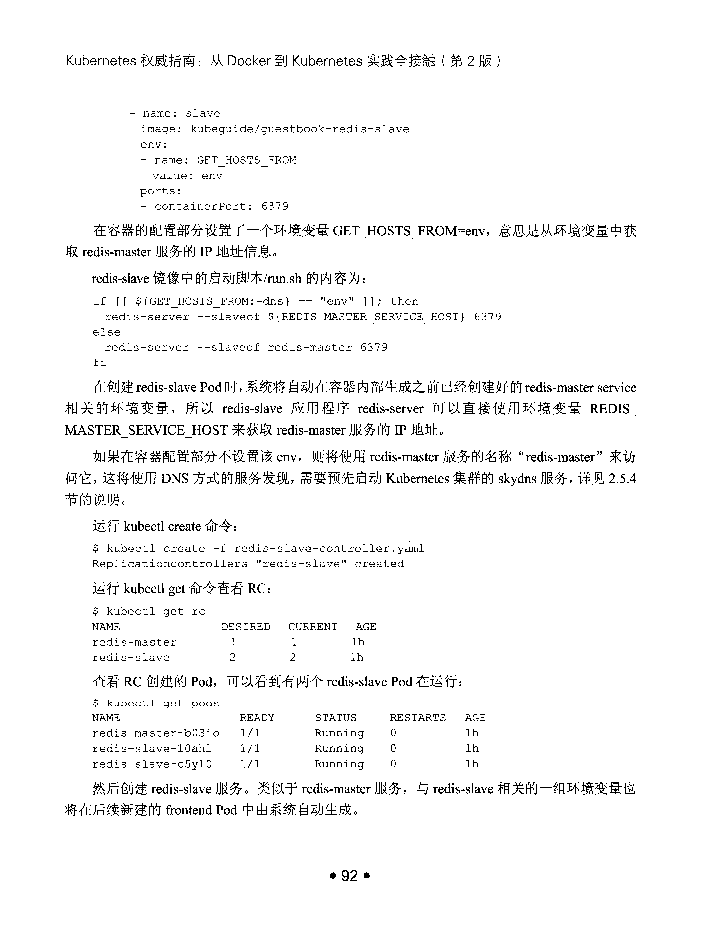 Kubernetes 权威指南：从 Docker 到 Kubernetes 实践全接触（第 2 版）
- name: slave
image: kubeguide/guestbook-redis-slave
env:
- name: GET_HOSTS_FROM
value: env
ports:
- containerPort: 6379
在容器的配置部分设置了一个环境变量 GET_HOSTS_FROM=env，意思是从环境变量中获
取 redis-master 服务的 IP 地址信息。
redis-slave 镜像中的启动脚本/run.sh 的内容为：
if [[ ${GET_HOSTS_FROM:-dns} == "env" ]]; then
redis-server --slaveof ${REDIS_MASTER_SERVICE_HOST} 6379
else
redis-server --slaveof redis-master 6379
fi
在创建 redis-slave Pod 时，系统将自动在容器内部生成之前已经创建好的 redis-master service
相关的环境变量，所以 redis-slave 应用程序 redis-server 可以直接使用环境变量 REDIS_
MASTER_SERVICE_HOST 来获取 redis-master 服务的 IP 地址。
如果在容器配置部分不设置该 env，则将使用 redis-master 服务的名称“redis-master”来访
问它，这将使用 DNS 方式的服务发现，需要预先启动 Kubernetes 集群的 skydns 服务，详见 2.5.4
节的说明。
运行 kubectl create 命令：
$ kubectl create -f redis-slave-controller.yaml
Replicationcontrollers "redis-slave" created
运行 kubectl get 命令查看 RC：
$ kubectl get rc
NAME DESIRED CURRENT AGE
redis-master 1 1 1h
redis-slave 2 2 1h
查看 RC 创建的 Pod，可以看到有两个 redis-slave Pod 在运行：
$ kubectl get pods
NAME READY STATUS RESTARTS AGE
redis-master-b03io 1/1 Running 0 1h
redis-slave-10ahl 1/1 Running 0 1h
redis-slave-c5y10 1/1 Running 0 1h
然后创建 redis-slave 服务。类似于 redis-master 服务，与 redis-slave 相关的一组环境变量也
将在后续新建的 frontend Pod 中由系统自动生成。
• 92 •